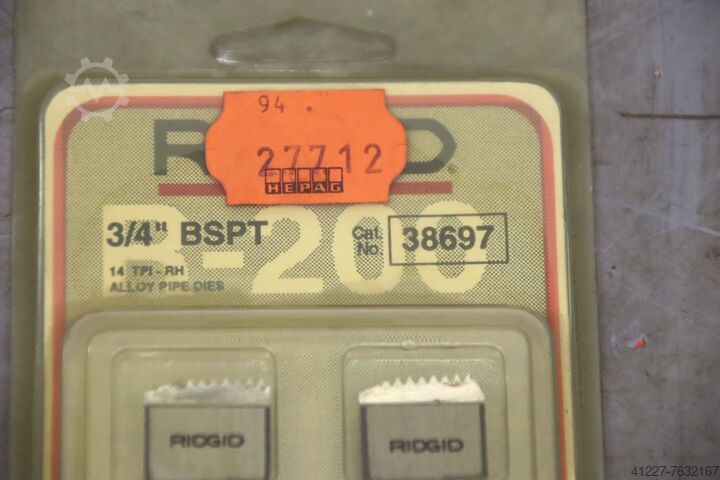 94 . "
27712
HEPAG
R D
3/4" BSPT
Cat. No. 38697
R-200
14 TPI - RH
ALLOY PIPE DIES
RIDGID RIDGID
41227-7632167